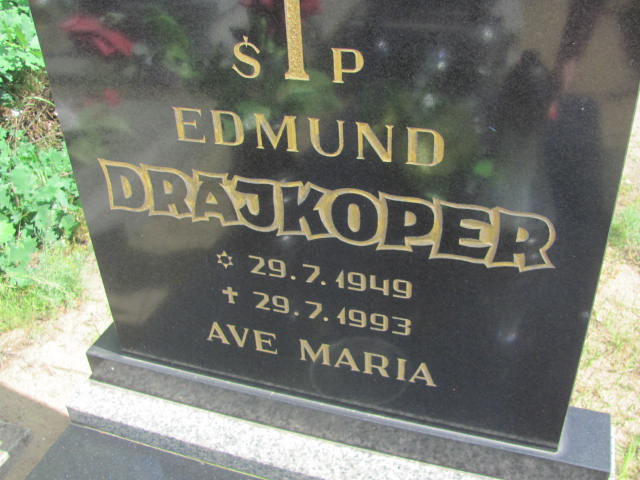 Ś P
EDMUND
DRAJKOPER
✡ 29.7.1949
✝ 29.7.1993
AVE MARIA